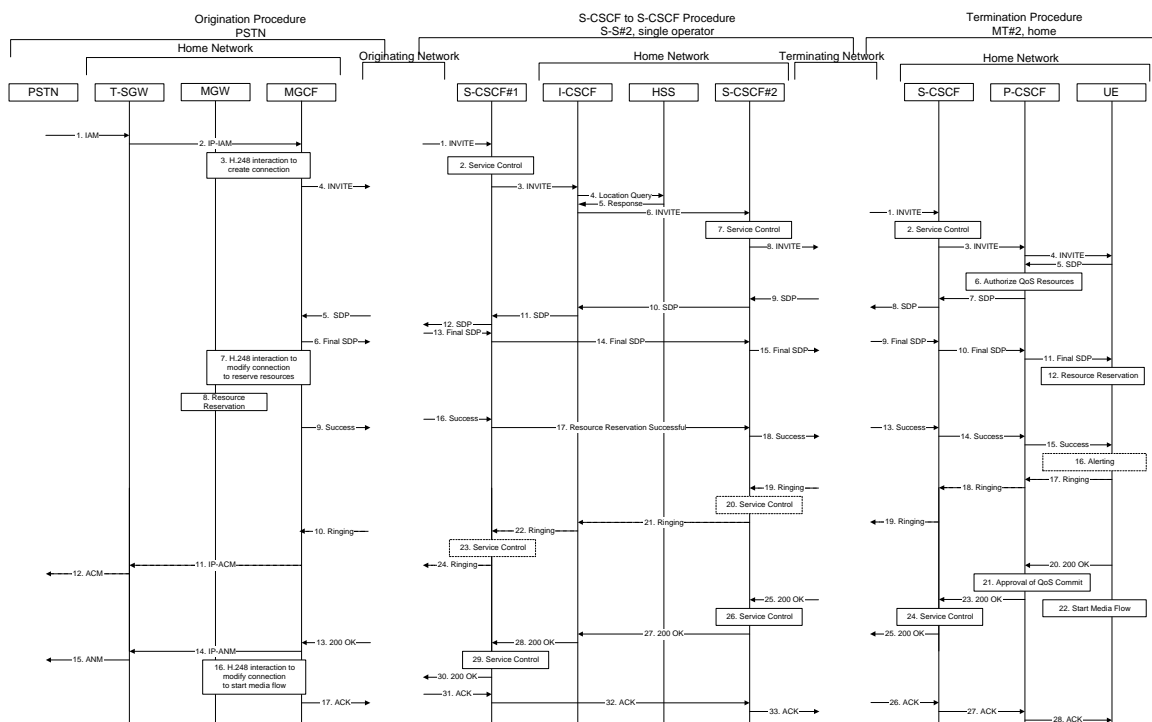 Origination Procedure
PSTN
S-CSCF to S-CSCF Procedure
S-S#2, single operator
Termination Procedure
MT#2, home
Home Network
Originating Network
Home Network
Terminating Network
Home Network
PSTN
T-SGW
MGW
MGCF
S-CSCF#1
I-CSCF
HSS
S-CSCF#2
S-CSCF
P-CSCF
UE
1. IAM
2. IP-IAM
3. H.248 interaction to
create connection
4. INVITE
5. SDP
6. Final SDP
7. H.248 interaction to
modify connection
to reserve resources
8. Resource
Reservation
9. Success
10. Ringing
11. IP-ACM
12. ACM
13. 200 OK
14. IP-ANM
15. ANM
16. H.248 interaction to
modify connection
to start media flow
17. ACK
1. INVITE
2. Service Control
3. INVITE
4. Location Query
5. Response
6. INVITE
7. Service Control
8. INVITE
9. SDP
10. SDP
11. SDP
12. SDP
13. Final SDP
14. Final SDP
15. Final SDP
16. Success
17. Resource Reservation Successful
18. Success
19. Ringing
20. Service Control
21. Ringing
22. Ringing
23. Service Control
24. Ringing
25. 200 OK
26. Service Control
27. 200 OK
28. 200 OK
29. Service Control
30. 200 OK
31. ACK
32. ACK
33. ACK
1. INVITE
2. Service Control
3. INVITE
4. INVITE
5. SDP
6. Authorize QoS Resources
7. SDP
8. SDP
9. Final SDP
10. Final SDP
11. Final SDP
12. Resource Reservation
13. Success
14. Success
15. Success
16. Alerting
17. Ringing
18. Ringing
19. Ringing
20. 200 OK
21. Approval of QoS Commit
22. Start Media Flow
23. 200 OK
24. Service Control
25. 200 OK
26. ACK
27. ACK
28. ACK